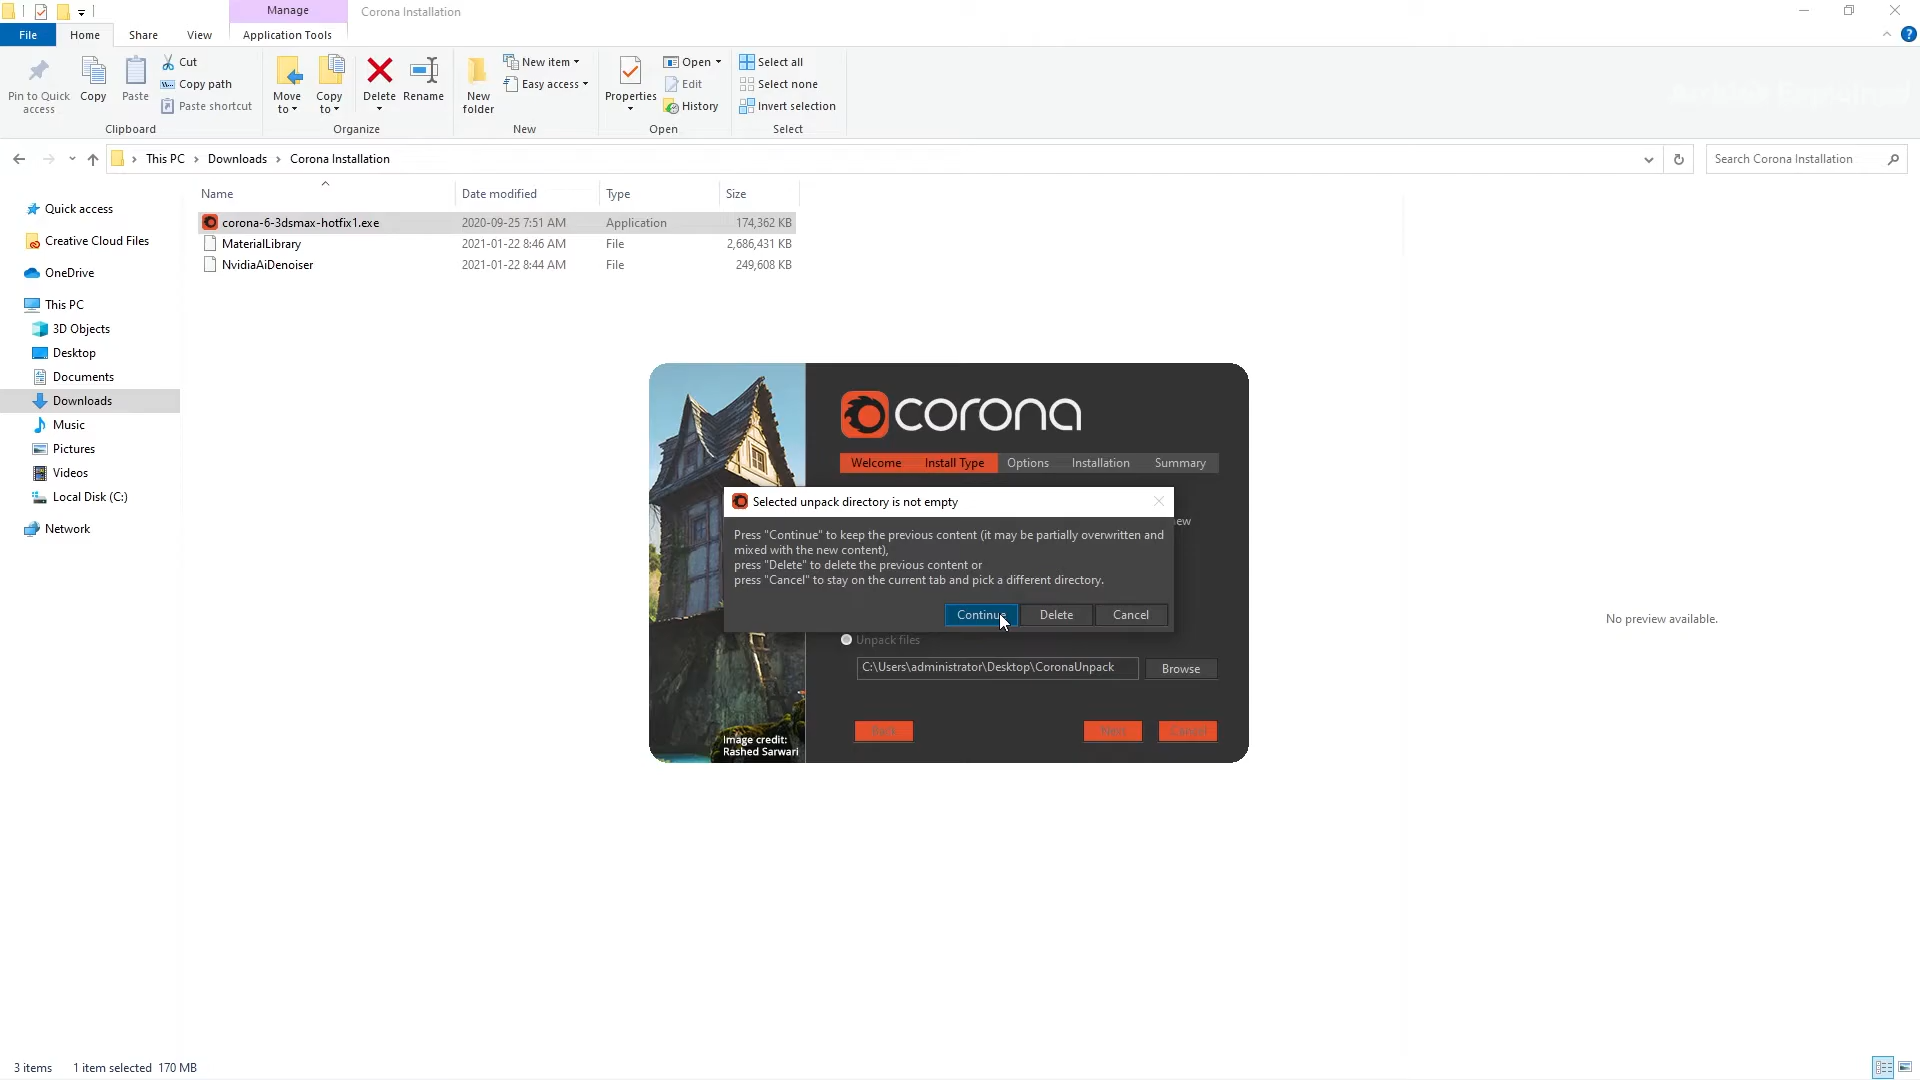 Manage
Corona Installation
File
Home
Share
View
Application Tools
Pin to Quick access
Copy
Paste
Cut
Copy path
Paste shortcut
Clipboard
Move to
Copy to
Delete
Rename
Organize
New folder
New item
Easy access
New
Properties
Open
Edit
History
Open
Select all
Select none
Invert selection
Select
This PC
Downloads
Corona Installation
Search Corona Installation
Name
Date modified
Type
Size
corona-6-3dsmax-hotfix1.exe 2020-09-25 7:51 AM Application 174,362 KB
MaterialLibrary 2021-01-22 8:46 AM File 2,686,431 KB
NvidiaAiDenoiser 2021-01-22 8:44 AM File 249,608 KB
Quick access
Creative Cloud Files
OneDrive
This PC
3D Objects
Desktop
Documents
Downloads
Music
Pictures
Videos
Local Disk (C:)
Network
corona
Welcome Install Type Options Installation Summary
Selected unpack directory is not empty
Press "Continue" to keep the previous content (it may be partially overwritten and
mixed with the new content),
press "Delete" to delete the previous content or
press "Cancel" to stay on the current tab and pick a different directory.
Continue
Delete
Cancel
Unpack files
C:\Users\administrator\Desktop\CoronaUnpack
Browse
Back
Next
Cancel
Image credit:
Rashed Sarwari
No preview available.
3 items
1 item selected 170 MB